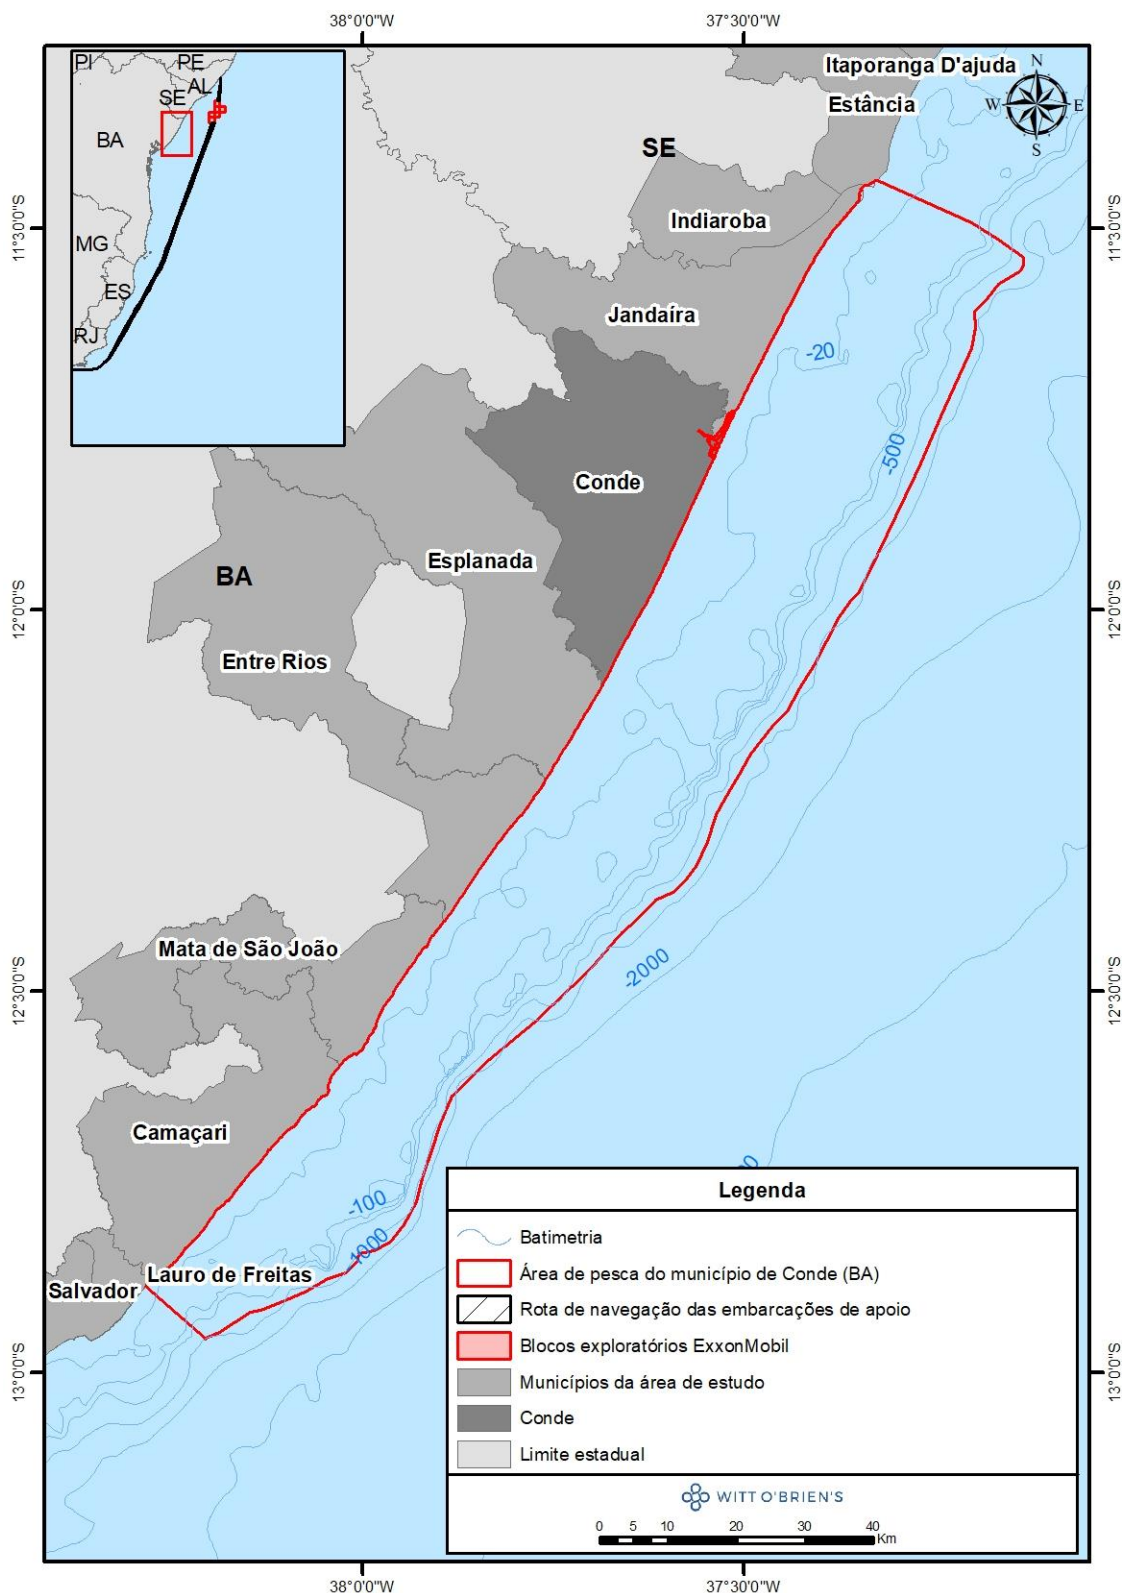 38°0'0"W
37°30'0"W
PI
PE
AL
SE
BA
MG
ES
RJ
Itaporanga D'ajuda
N
W
E
S
Estância
SE
Indiaroba
11°30'0"S
11°30'0"S
Jandaíra
-20
-500
Conde
Esplanada
BA
12°0'0"S
12°0'0"S
Entre Rios
Mata de São João
-2000
12°30'0"S
12°30'0"S
Camaçari
-100
-1000
Lauro de Freitas
Salvador
13°0'0"S
13°0'0"S
Legenda
Batimetria
Área de pesca do município de Conde (BA)
Rota de navegação das embarcações de apoio
Blocos exploratórios ExxonMobil
Municípios da área de estudo
Conde
Limite estadual
WITT O'BRIEN'S
0 5 10 20 30 40
Km
38°0'0"W
37°30'0"W